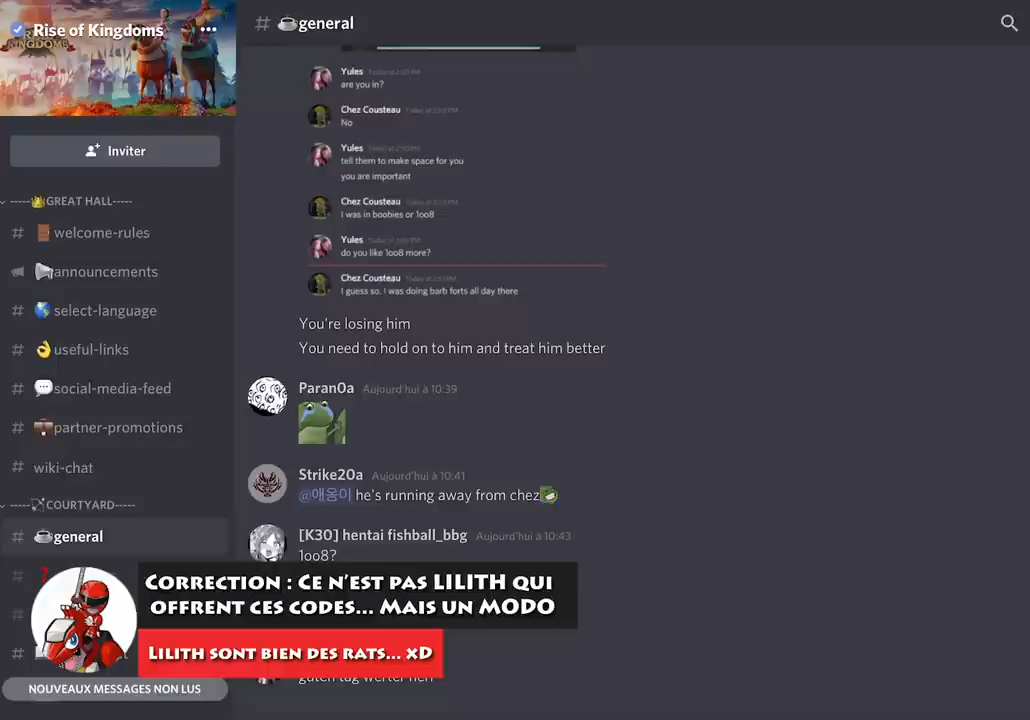 Rise of Kingdoms
KINGDOMS
Inviter
-----GREAT HALL-----
# welcome-rules
announcements
# select-language
# useful-links
# social-media-feed
# partner-promotions
# wiki-chat
-----COURTYARD-----
# general
NOUVEAUX MESSAGES NON LUS
# general
Yules Today at 2:50 PM
are you in?
Chez Cousteau
No
Yules
tell them to make space for you
you are important
Chez Cousteau
I was in boobies or 1oo8
Yules
do you like 1oo8 more?
Chez Cousteau
I guess so. I was doing barb forts all day there
You're losing him
You need to hold on to him and treat him better
Paran0a Aujourd'hui à 10:39
Strike20a Aujourd'hui à 10:41
@애옹이 he's running away from chez
[K30] hentai fishball_bbg Aujourd'hui à 10:43
1oo8?
CORRECTION : CE N'EST PAS LILITH QUI
OFFRENT CES CODES... MAIS UN MODO
LILITH SONT BIEN DES RATS... XD
guten tag werter herr